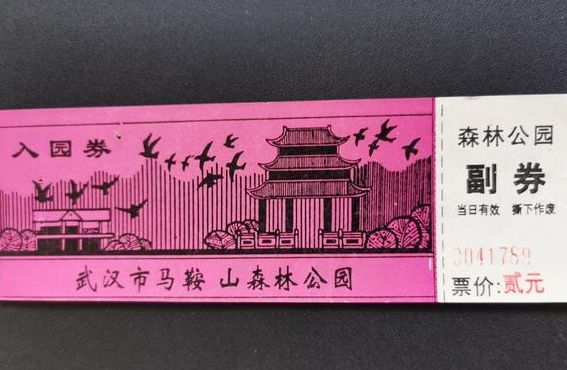 入园券
武汉市马鞍山森林公园
森林公园
副券
当日有效 撕下作废
3041789
票价:贰元